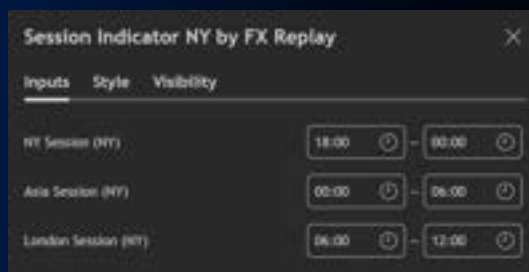 Session Indicator NY by FX Replay
Inputs Style Visibility
NY Session (NY) 18:00 – 00:00
Asia Session (NY) 00:00 – 06:00
London Session (NY) 06:00 – 12:00